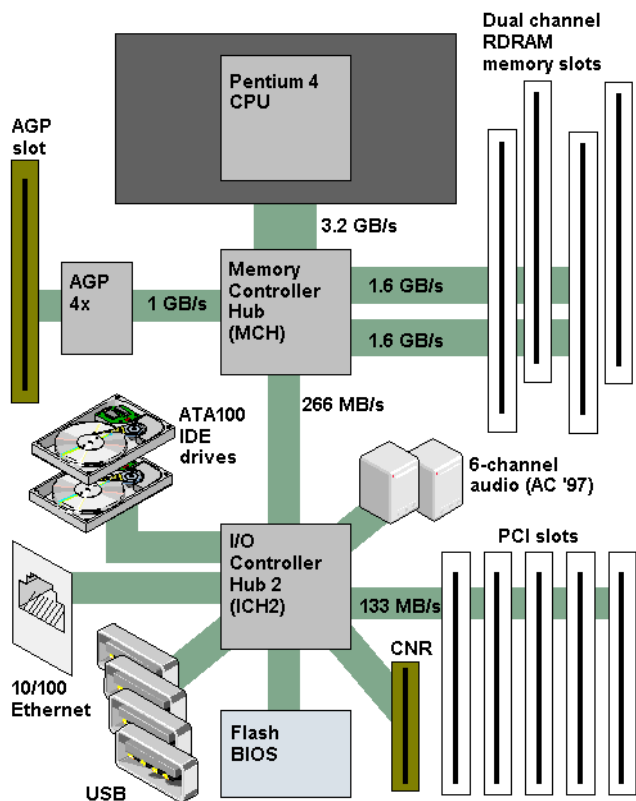 Dual channel
RDRAM
memory slots
Pentium 4
CPU
AGP
slot
3.2 GB/s
AGP
4x
1 GB/s
Memory
Controller
Hub
(MCH)
1.6 GB/s
1.6 GB/s
266 MB/s
ATA100
IDE
drives
6-channel
audio (AC '97)
I/O
Controller
Hub 2
(ICH2)
PCI slots
133 MB/s
10/100
Ethernet
CNR
Flash
BIOS
USB